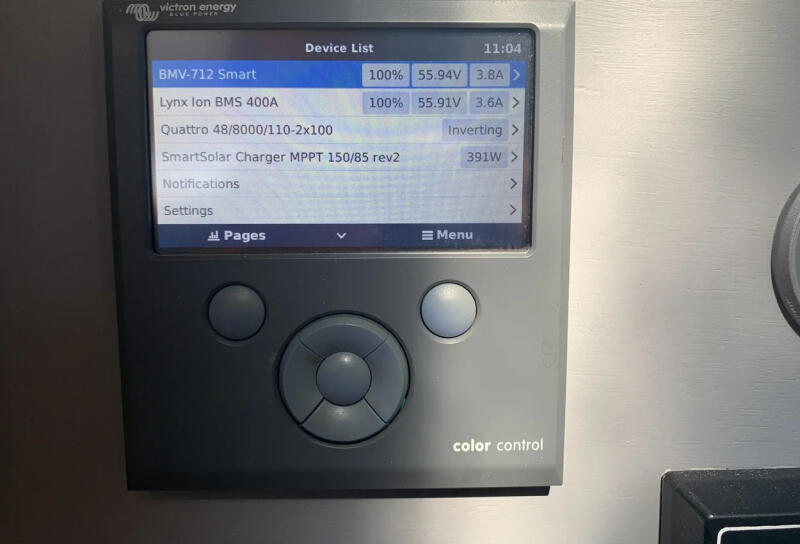 victron energy
BLUE POWER
Device List 11:04
BMV-712 Smart 100% 55.94V 3.8A
Lynx Ion BMS 400A 100% 55.91V 3.6A
Quattro 48/8000/110-2x100 Inverting
SmartSolar Charger MPPT 150/85 rev2 391W
Notifications
Settings
Pages Menu
color control